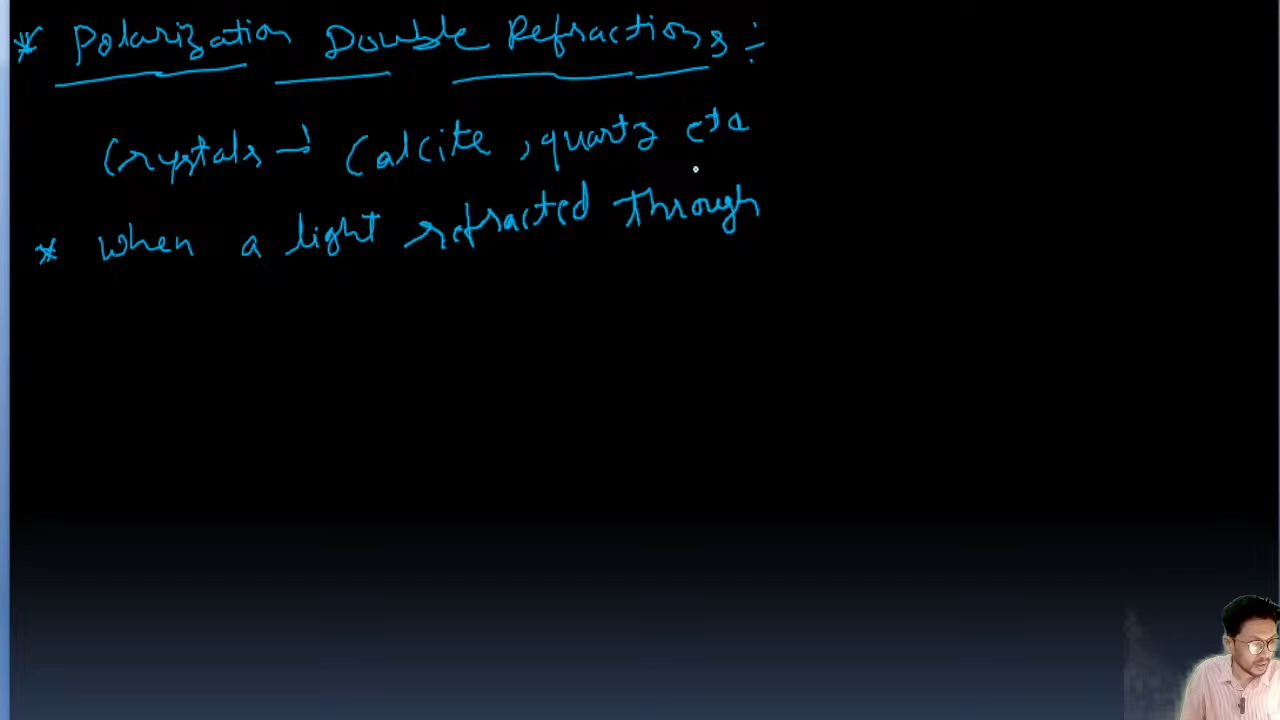 * Polarization Double Refractions :-
Crystals → Calcite , quartz etc
* When a light refracted through